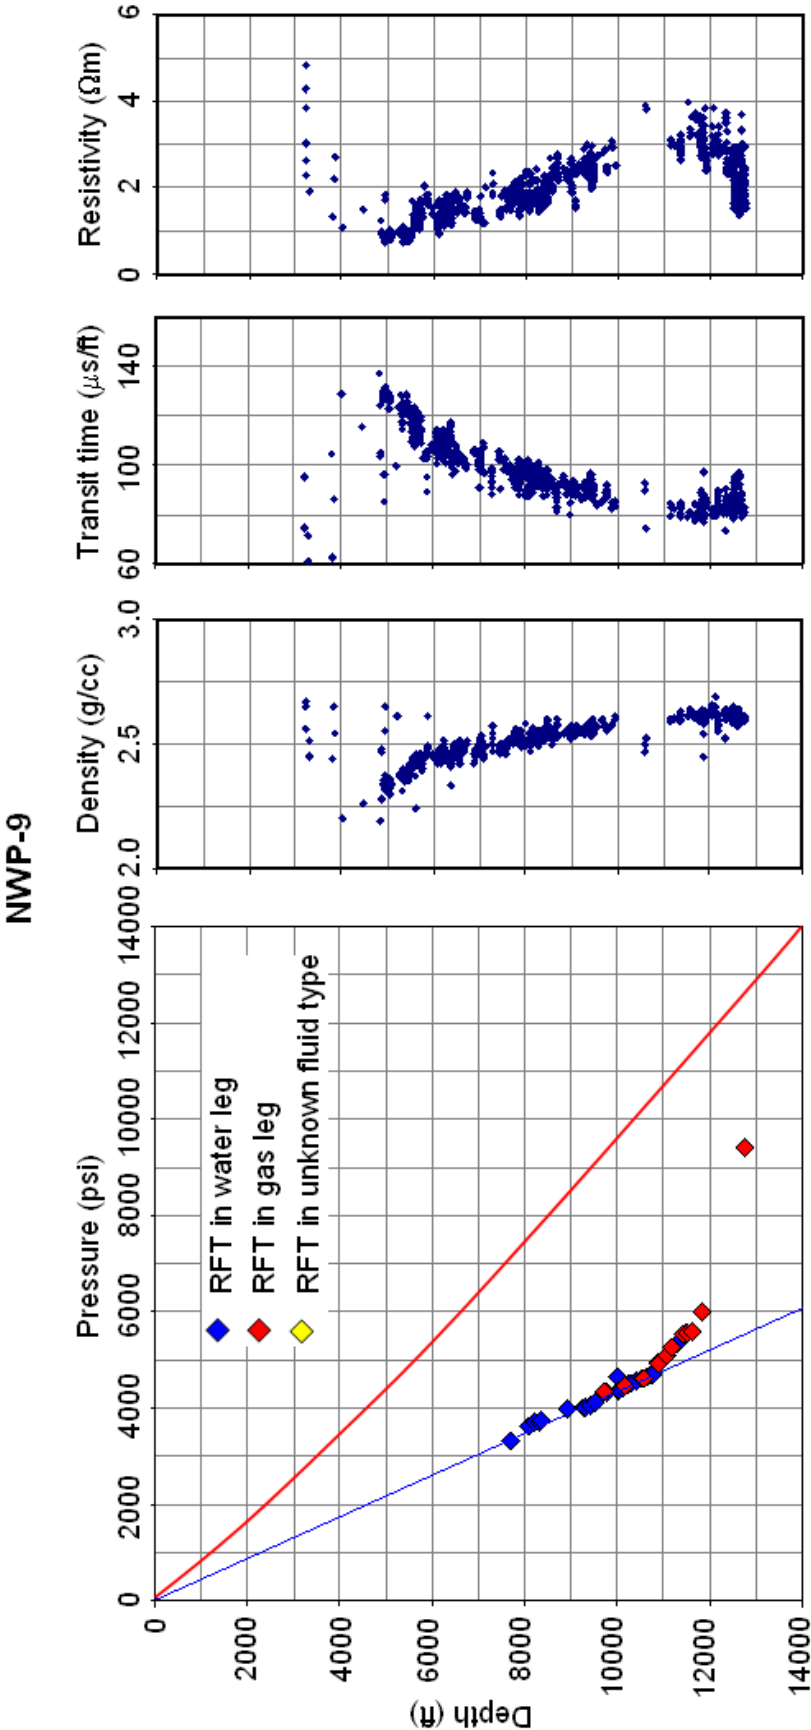 NWP-9
Pressure (psi)
0 2000 4000 6000 8000 10000 12000 14000
Density (g/cc)
2.0 2.5 3.0
Transit time (μs/ft)
60 100 140
Resistivity (Ωm)
0 2 4 6
Depth (ft)
0
2000
4000
6000
8000
10000
12000
14000
RFT in water leg
RFT in gas leg
RFT in unknown fluid type